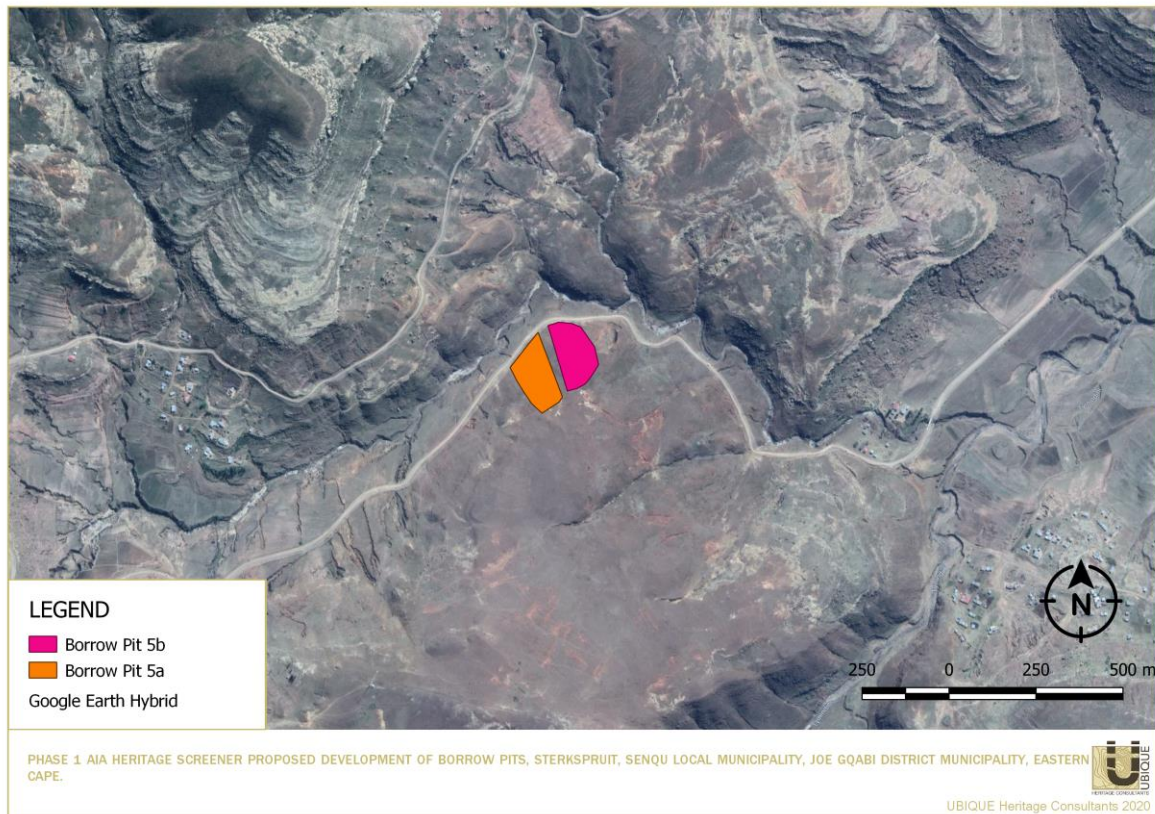 N
250 0 250 500 m
LEGEND
Borrow Pit 5b
Borrow Pit 5a
Google Earth Hybrid
PHASE 1 AIA HERITAGE SCREENER PROPOSED DEVELOPMENT OF BORROW PITS, STERKSPRUIT, SENQU LOCAL MUNICIPALITY, JOE GQABI DISTRICT MUNICIPALITY, EASTERN
CAPE.
U
UBIQUE
HERITAGE CONSULTANTS
UBIQUE Heritage Consultants 2020